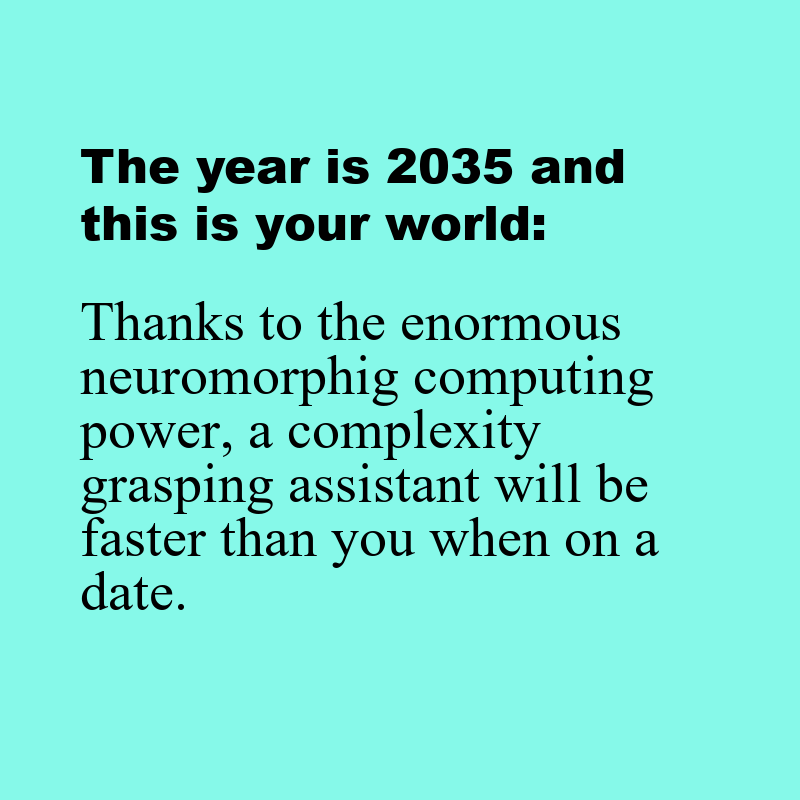 The year is 2035 and
this is your world:
Thanks to the enormous
neuromorphig computing
power, a complexity
grasping assistant will be
faster than you when on a
date.